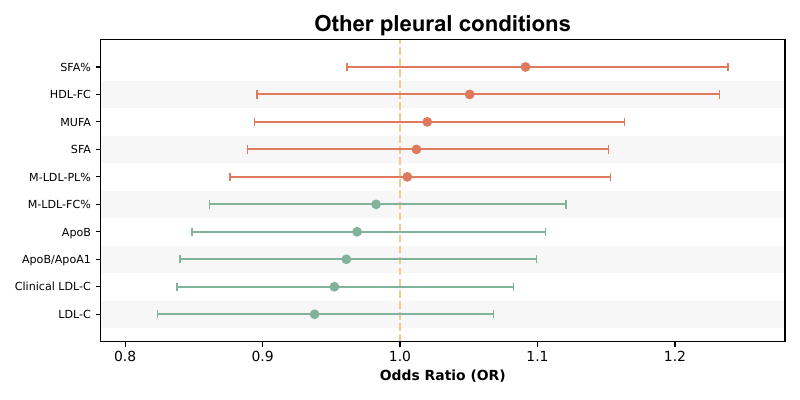 Other pleural conditions
SFA%
HDL-FC
MUFA
SFA
M-LDL-PL%
M-LDL-FC%
ApoB
ApoB/ApoA1
Clinical LDL-C
LDL-C
0.8 0.9 1.0 1.1 1.2
Odds Ratio (OR)